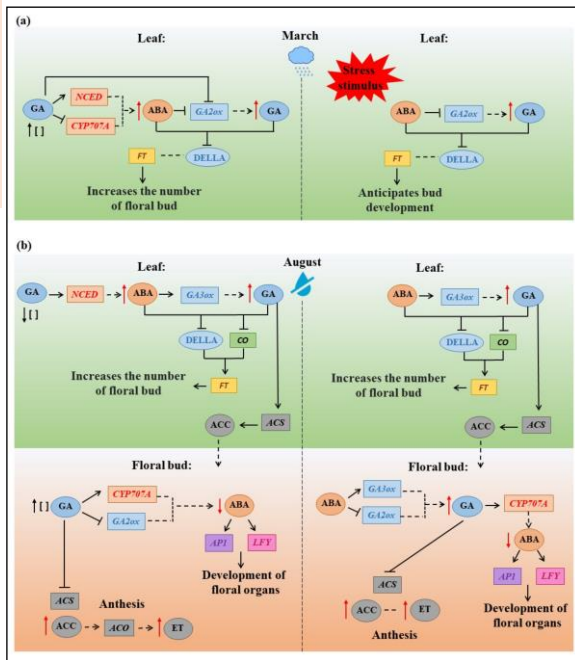 (a)
March
Leaf:
Leaf:
Stress
stimulus
GA
[ ]
NCED
CYP707A
ABA
GA2ox
GA
FT
DELLA
Increases the number
of floral bud
ABA
GA2ox
GA
FT
DELLA
Anticipates bud
development
(b)
August
Leaf:
Leaf:
GA
[ ]
NCED
ABA
GA3ox
GA
DELLA
CO
Increases the number
of floral bud
FT
ACC
ACS
ABA
GA3ox
GA
DELLA
CO
Increases the number
of floral bud
FT
ACC
ACS
Floral bud:
Floral bud:
[ ]
GA
CYP707A
GA2ox
ABA
AP1
LFY
Development of
floral organs
ACS
Anthesis
ACC
ACO
ET
ABA
GA3ox
GA2ox
GA
CYP707A
ABA
AP1
LFY
Development of
floral organs
ACS
ACC
ET
Anthesis